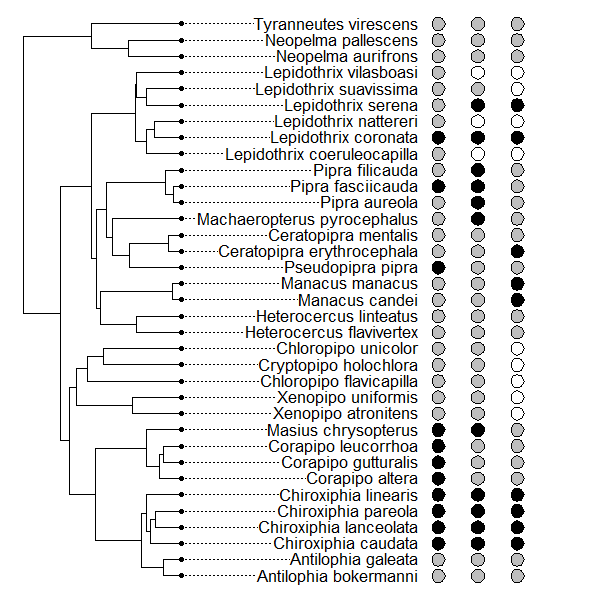 Tyranneutes virescens
Neopelma pallescens
Neopelma aurifrons
Lepidothrix vilasboasi
Lepidothrix suavissima
Lepidothrix serena
Lepidothrix nattereri
Lepidothrix coronata
Lepidothrix coeruleocapilla
Pipra filicauda
Pipra fasciicauda
Pipra aureola
Machaeropterus pyrocephalus
Ceratopipra mentalis
Ceratopipra erythrocephala
Pseudopipra pipra
Manacus manacus
Manacus candei
Heterocercus linteatus
Heterocercus flavivertex
Chloropipo unicolor
Cryptopipo holochlora
Chloropipo flavicapilla
Xenopipo uniformis
Xenopipo atronitens
Masius chrysopterus
Corapipo leucorrhoa
Corapipo gutturalis
Corapipo altera
Chiroxiphia linearis
Chiroxiphia pareola
Chiroxiphia lanceolata
Chiroxiphia caudata
Antilophia galeata
Antilophia bokermanni